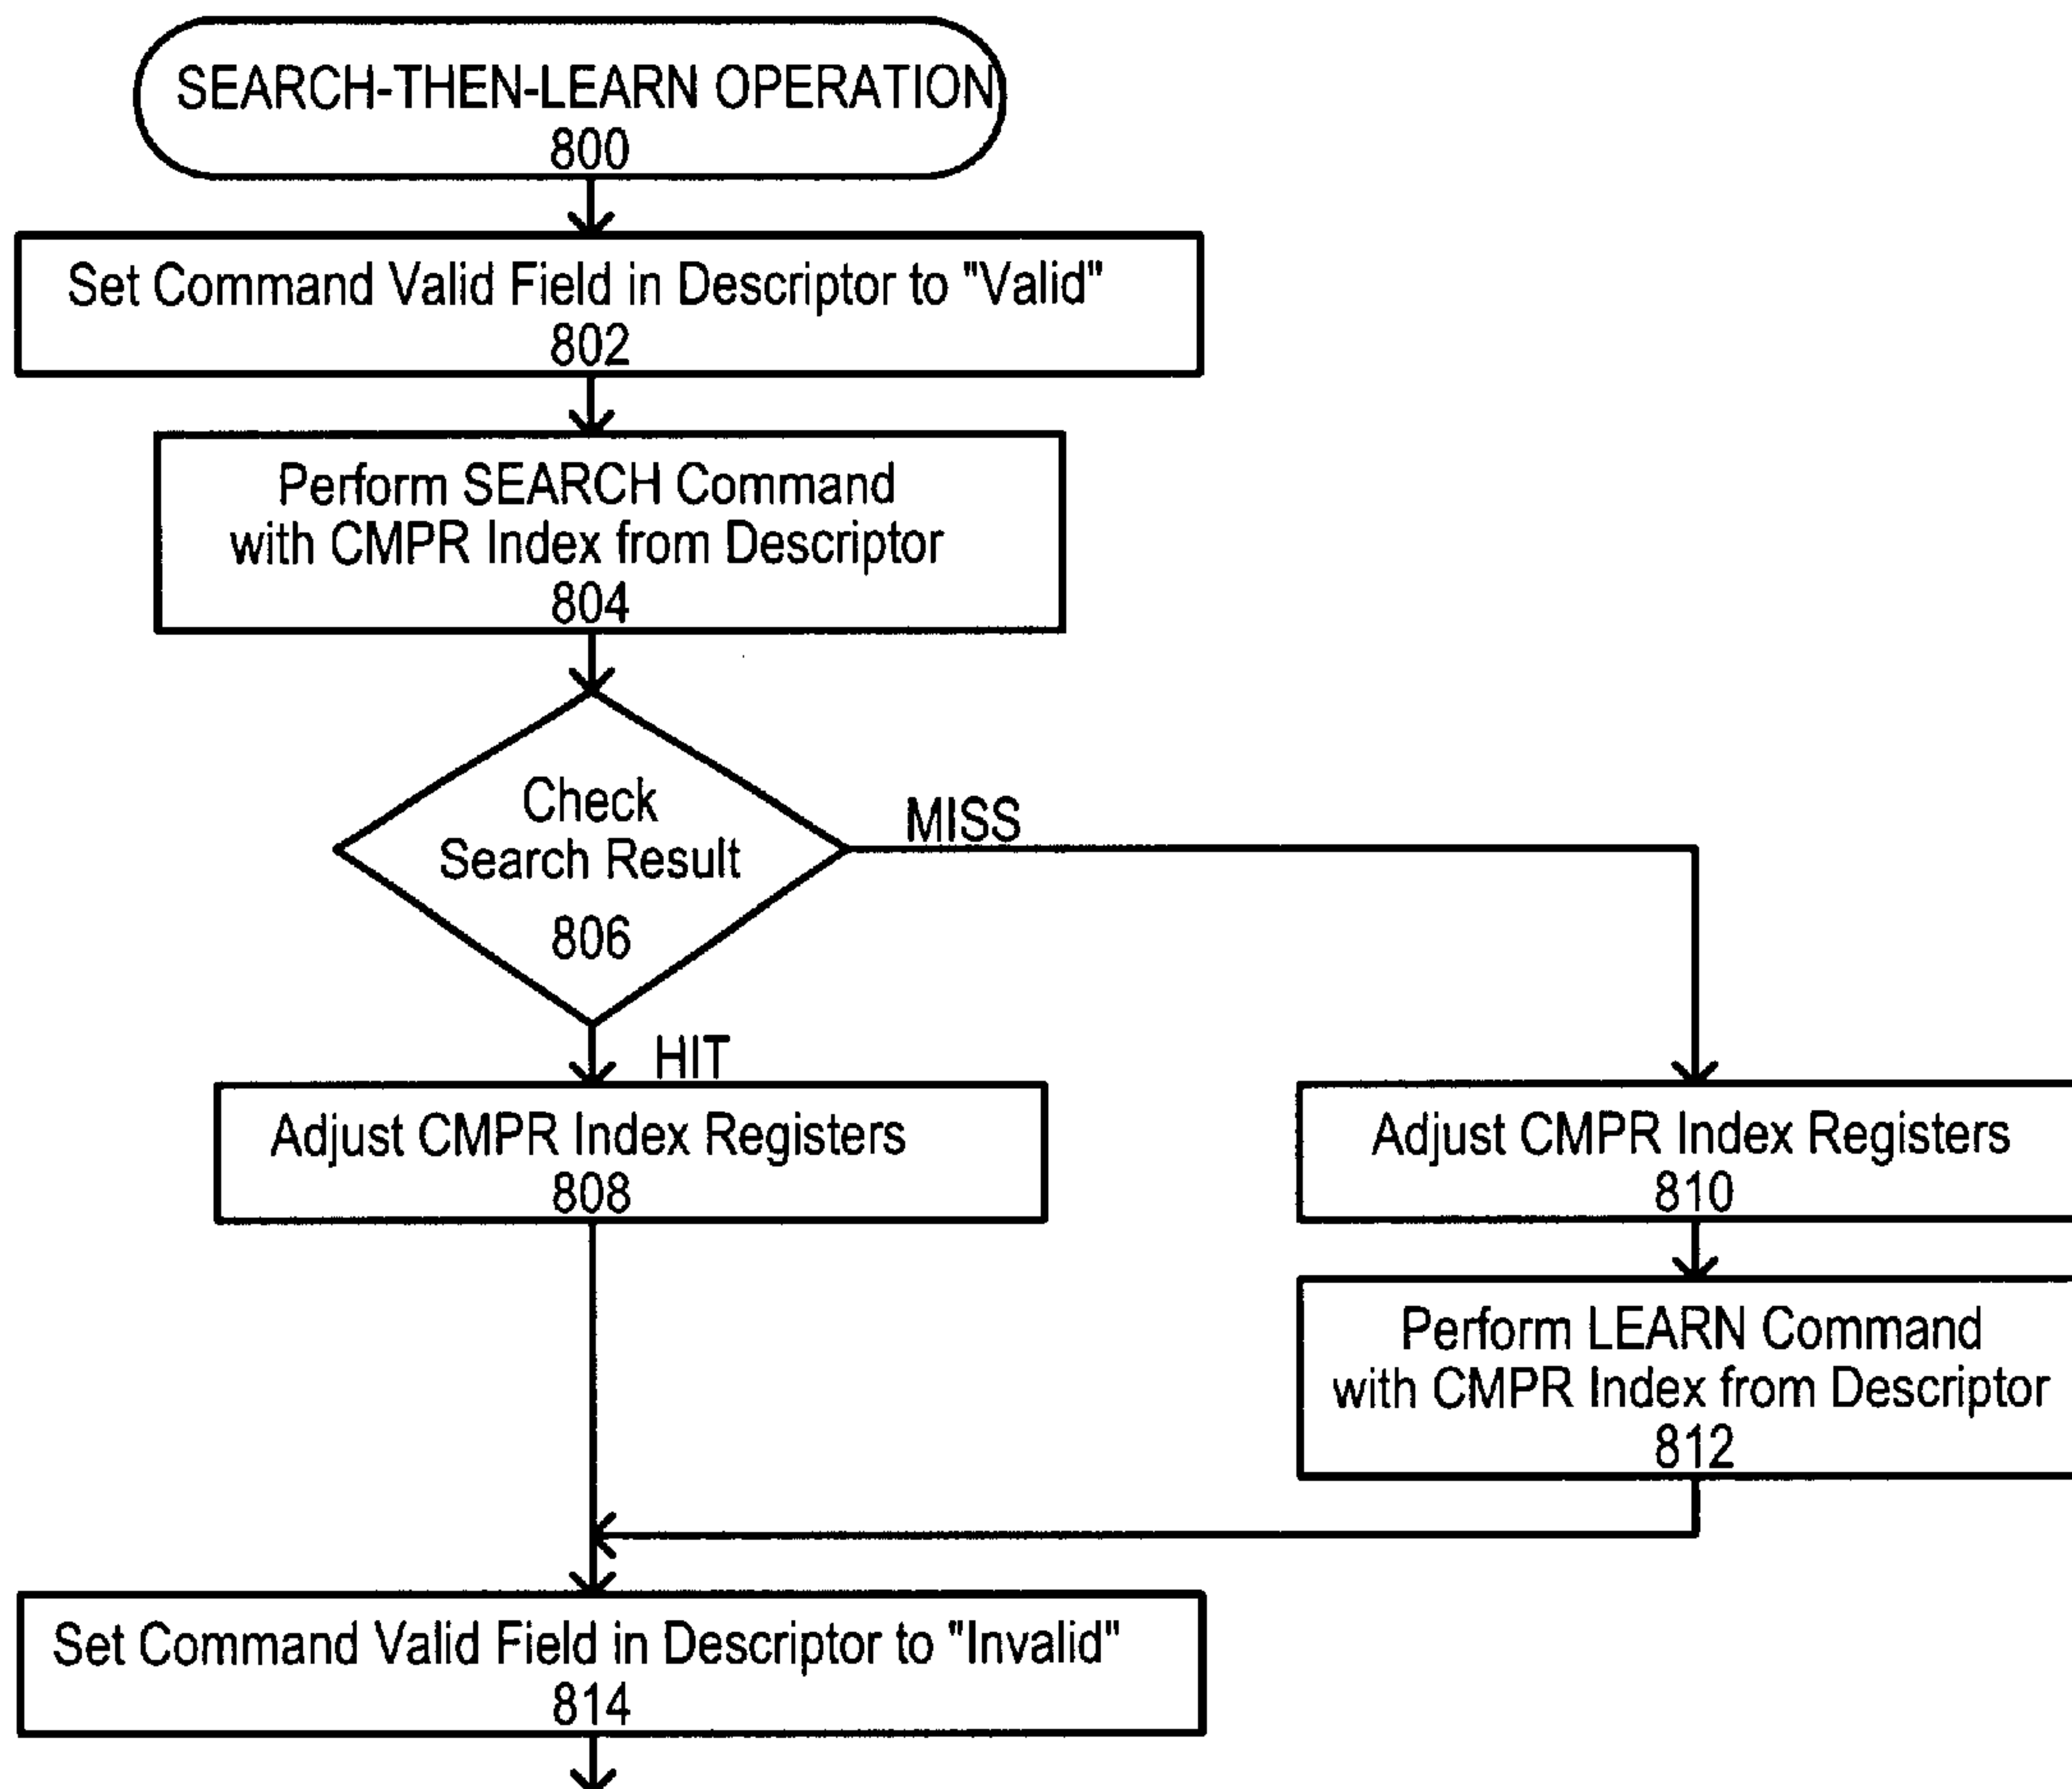 SEARCH-THEN-LEARN OPERATION
800
Set Command Valid Field in Descriptor to "Valid"
802
Perform SEARCH Command
with CMPR Index from Descriptor
804
Check
Search Result
806
MISS
HIT
Adjust CMPR Index Registers
808
Adjust CMPR Index Registers
810
Perform LEARN Command
with CMPR Index from Descriptor
812
Set Command Valid Field in Descriptor to "Invalid"
814